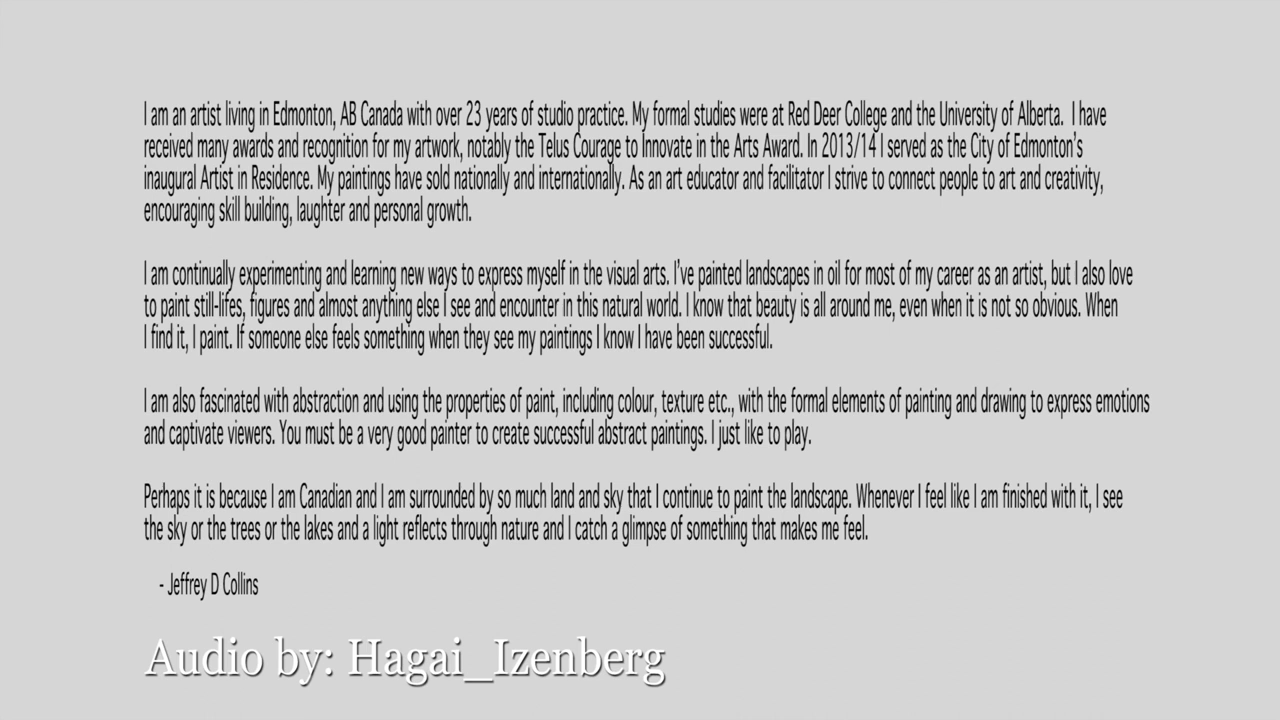 I am an artist living in Edmonton, AB Canada with over 23 years of studio practice. My formal studies were at Red Deer College and the University of Alberta.  I have
received many awards and recognition for my artwork, notably the Telus Courage to Innovate in the Arts Award. In 2013/14 I served as the City of Edmonton's
inaugural Artist in Residence. My paintings have sold nationally and internationally. As an art educator and facilitator I strive to connect people to art and creativity,
encouraging skill building, laughter and personal growth.
I am continually experimenting and learning new ways to express myself in the visual arts. I've painted landscapes in oil for most of my career as an artist, but I also love
to paint still-lifes, figures and almost anything else I see and encounter in this natural world. I know that beauty is all around me, even when it is not so obvious. When
I find it, I paint. If someone else feels something when they see my paintings I know I have been successful.
I am also fascinated with abstraction and using the properties of paint, including colour, texture etc., with the formal elements of painting and drawing to express emotions
and captivate viewers. You must be a very good painter to create successful abstract paintings. I just like to play.
Perhaps it is because I am Canadian and I am surrounded by so much land and sky that I continue to paint the landscape. Whenever I feel like I am finished with it, I see
the sky or the trees or the lakes and a light reflects through nature and I catch a glimpse of something that makes me feel.
- Jeffrey D Collins
Audio by: Hagai_Izenberg